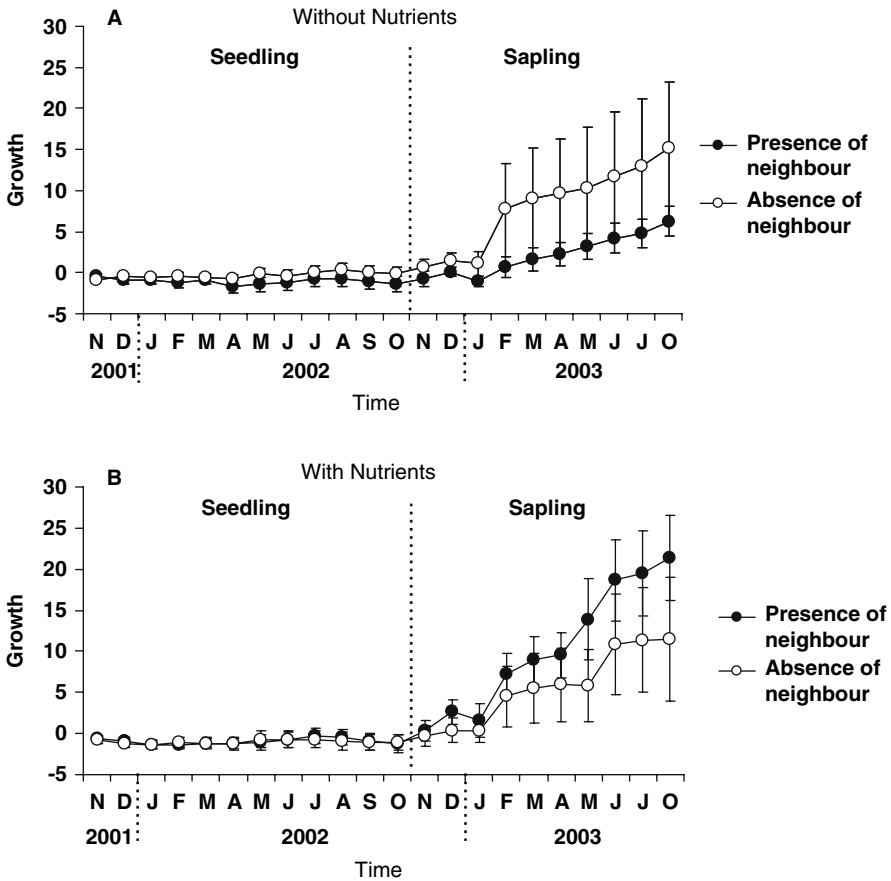 A
Without Nutrients
Seedling
Sapling
30
25
20
15
10
5
0
-5
Growth
Presence of
neighbour
Absence of
neighbour
N D J F M A M J J A S O N D J F M A M J J O
2001 2002 2003
Time
B
With Nutrients
Seedling
Sapling
30
25
20
15
10
5
0
-5
Growth
Presence of
neighbour
Absence of
neighbour
N D J F M A M J J A S O N D J F M A M J J O
2001 2002 2003
Time